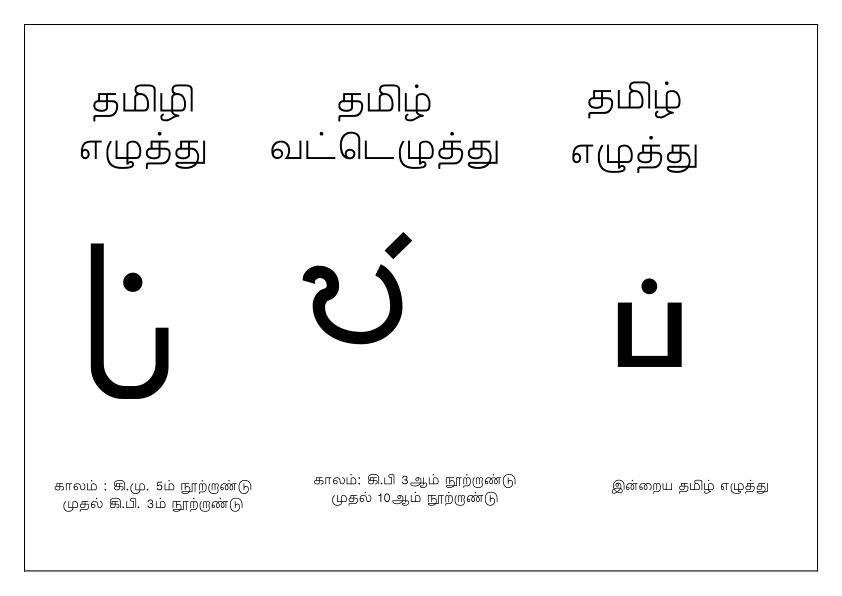 தமிழி
எழுத்து
தமிழ்
வட்டெழுத்து
தமிழ்
எழுத்து
ப்
காலம் : கி.மு. 5ம் நூற்றாண்டு
முதல் கி.பி. 3ம் நூற்றாண்டு
காலம்: கி.பி 3ஆம் நூற்றாண்டு
முதல் 10ஆம் நூற்றாண்டு
இன்றைய தமிழ் எழுத்து